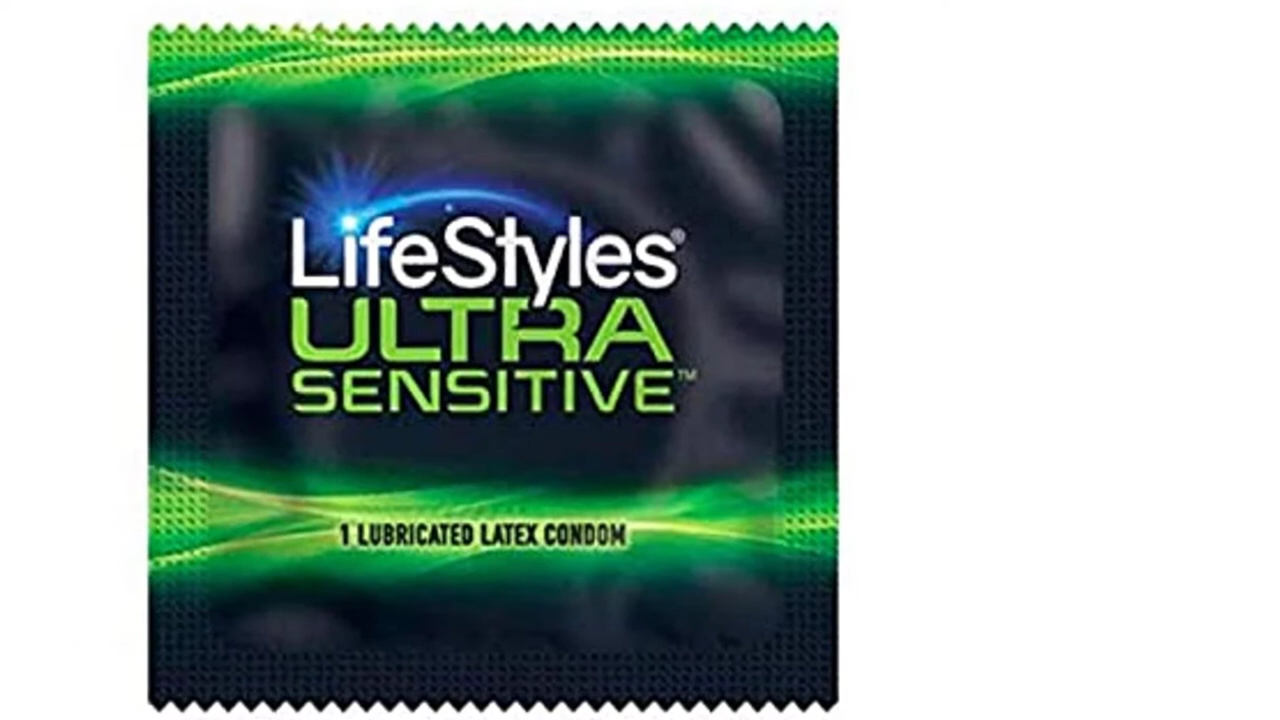 LifeStyles®
ULTRA
SENSITIVE™
1 LUBRICATED LATEX CONDOM